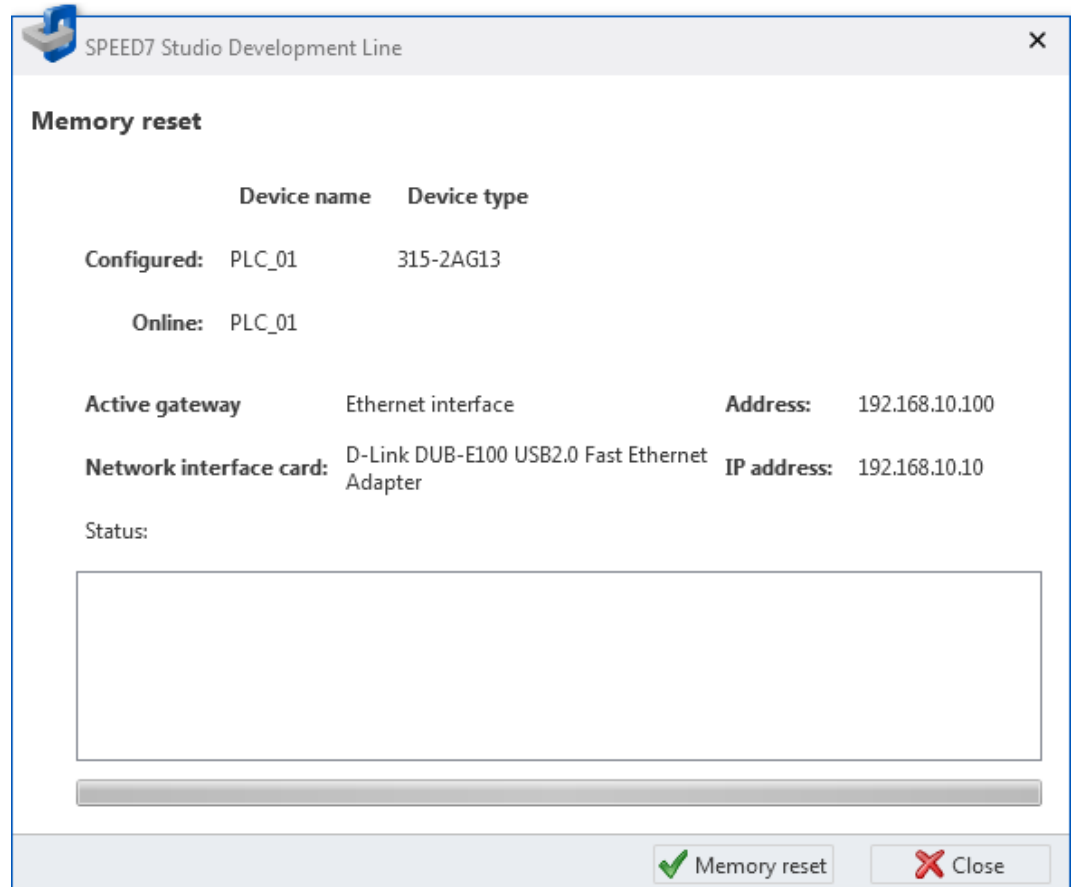 SPEED7 Studio Development Line
Memory reset
Device name Device type
Configured: PLC_01 315-2AG13
Online: PLC_01
Active gateway Ethernet interface Address: 192.168.10.100
Network interface card: D-Link DUB-E100 USB2.0 Fast Ethernet Adapter IP address: 192.168.10.10
Status:
Memory reset Close